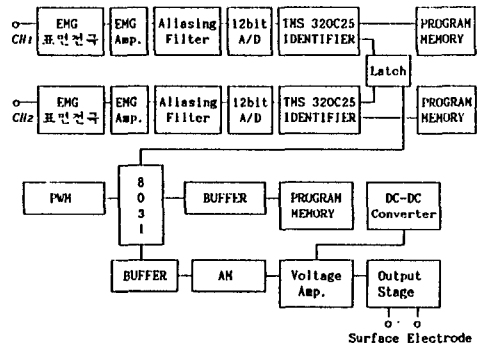 CH1
EMG
표면전극
EMG
Amp.
Aliasing
Filter
12bit
A/D
TMS 320C25
IDENTIFIER
PROGRAM
MEMORY
Latch
CH2
EMG
표면전극
EMG
Amp.
Aliasing
Filter
12bit
A/D
TMS 320C25
IDENTIFIER
PROGRAM
MEMORY
PWM
8
0
3
1
BUFFER
PROGRAM
MEMORY
DC-DC
Converter
BUFFER
AM
Voltage
Amp.
Output
Stage
Surface Electrode